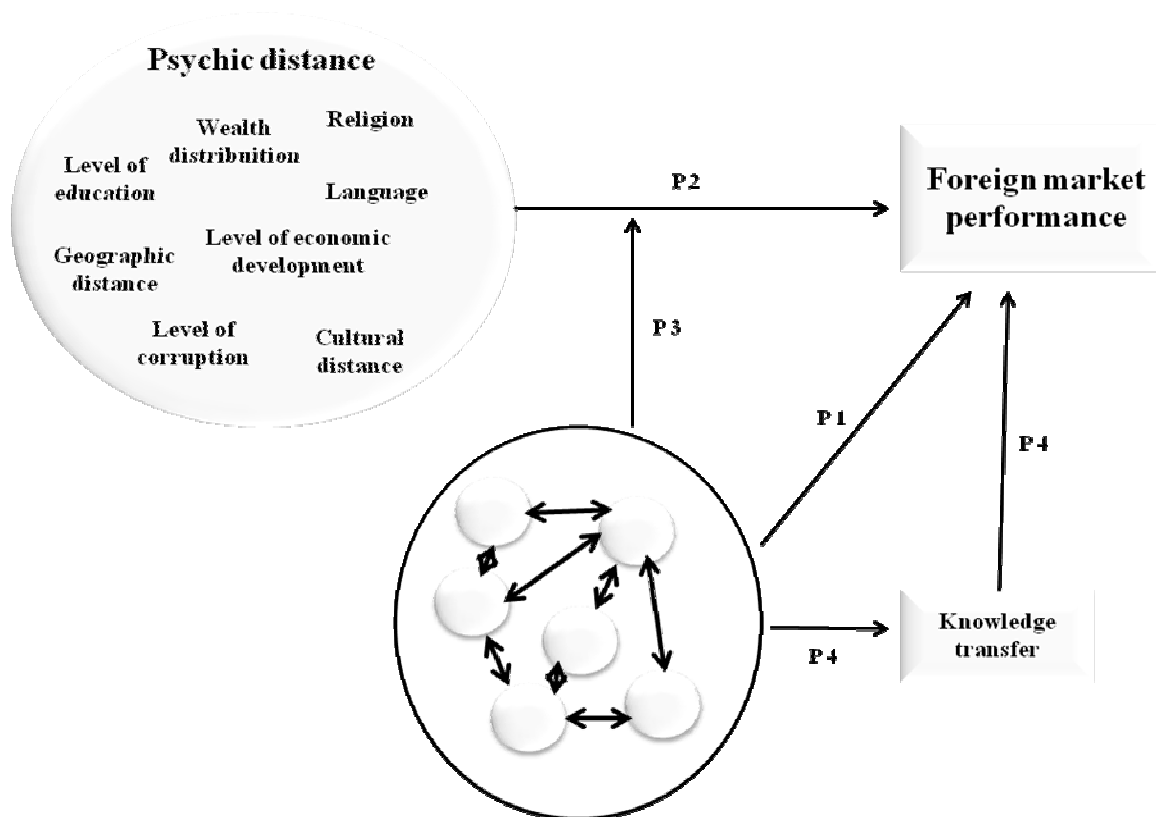 Psychic distance
Religion
Wealth
distribuition
Level of
education
Language
Level of economic
development
Geographic
distance
Level of
corruption
Cultural
distance
P2
Foreign market
performance
P3
P1
P4
Knowledge
transfer
P4